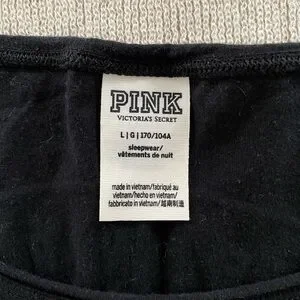 PINK
VICTORIA'S SECRET
L | G | 170/104A
sleepwear/
vêtements de nuit
made in vietnam/fabriqué au
vietnam/hecho en vietnam/
fabbricato in vietnam/越南制造